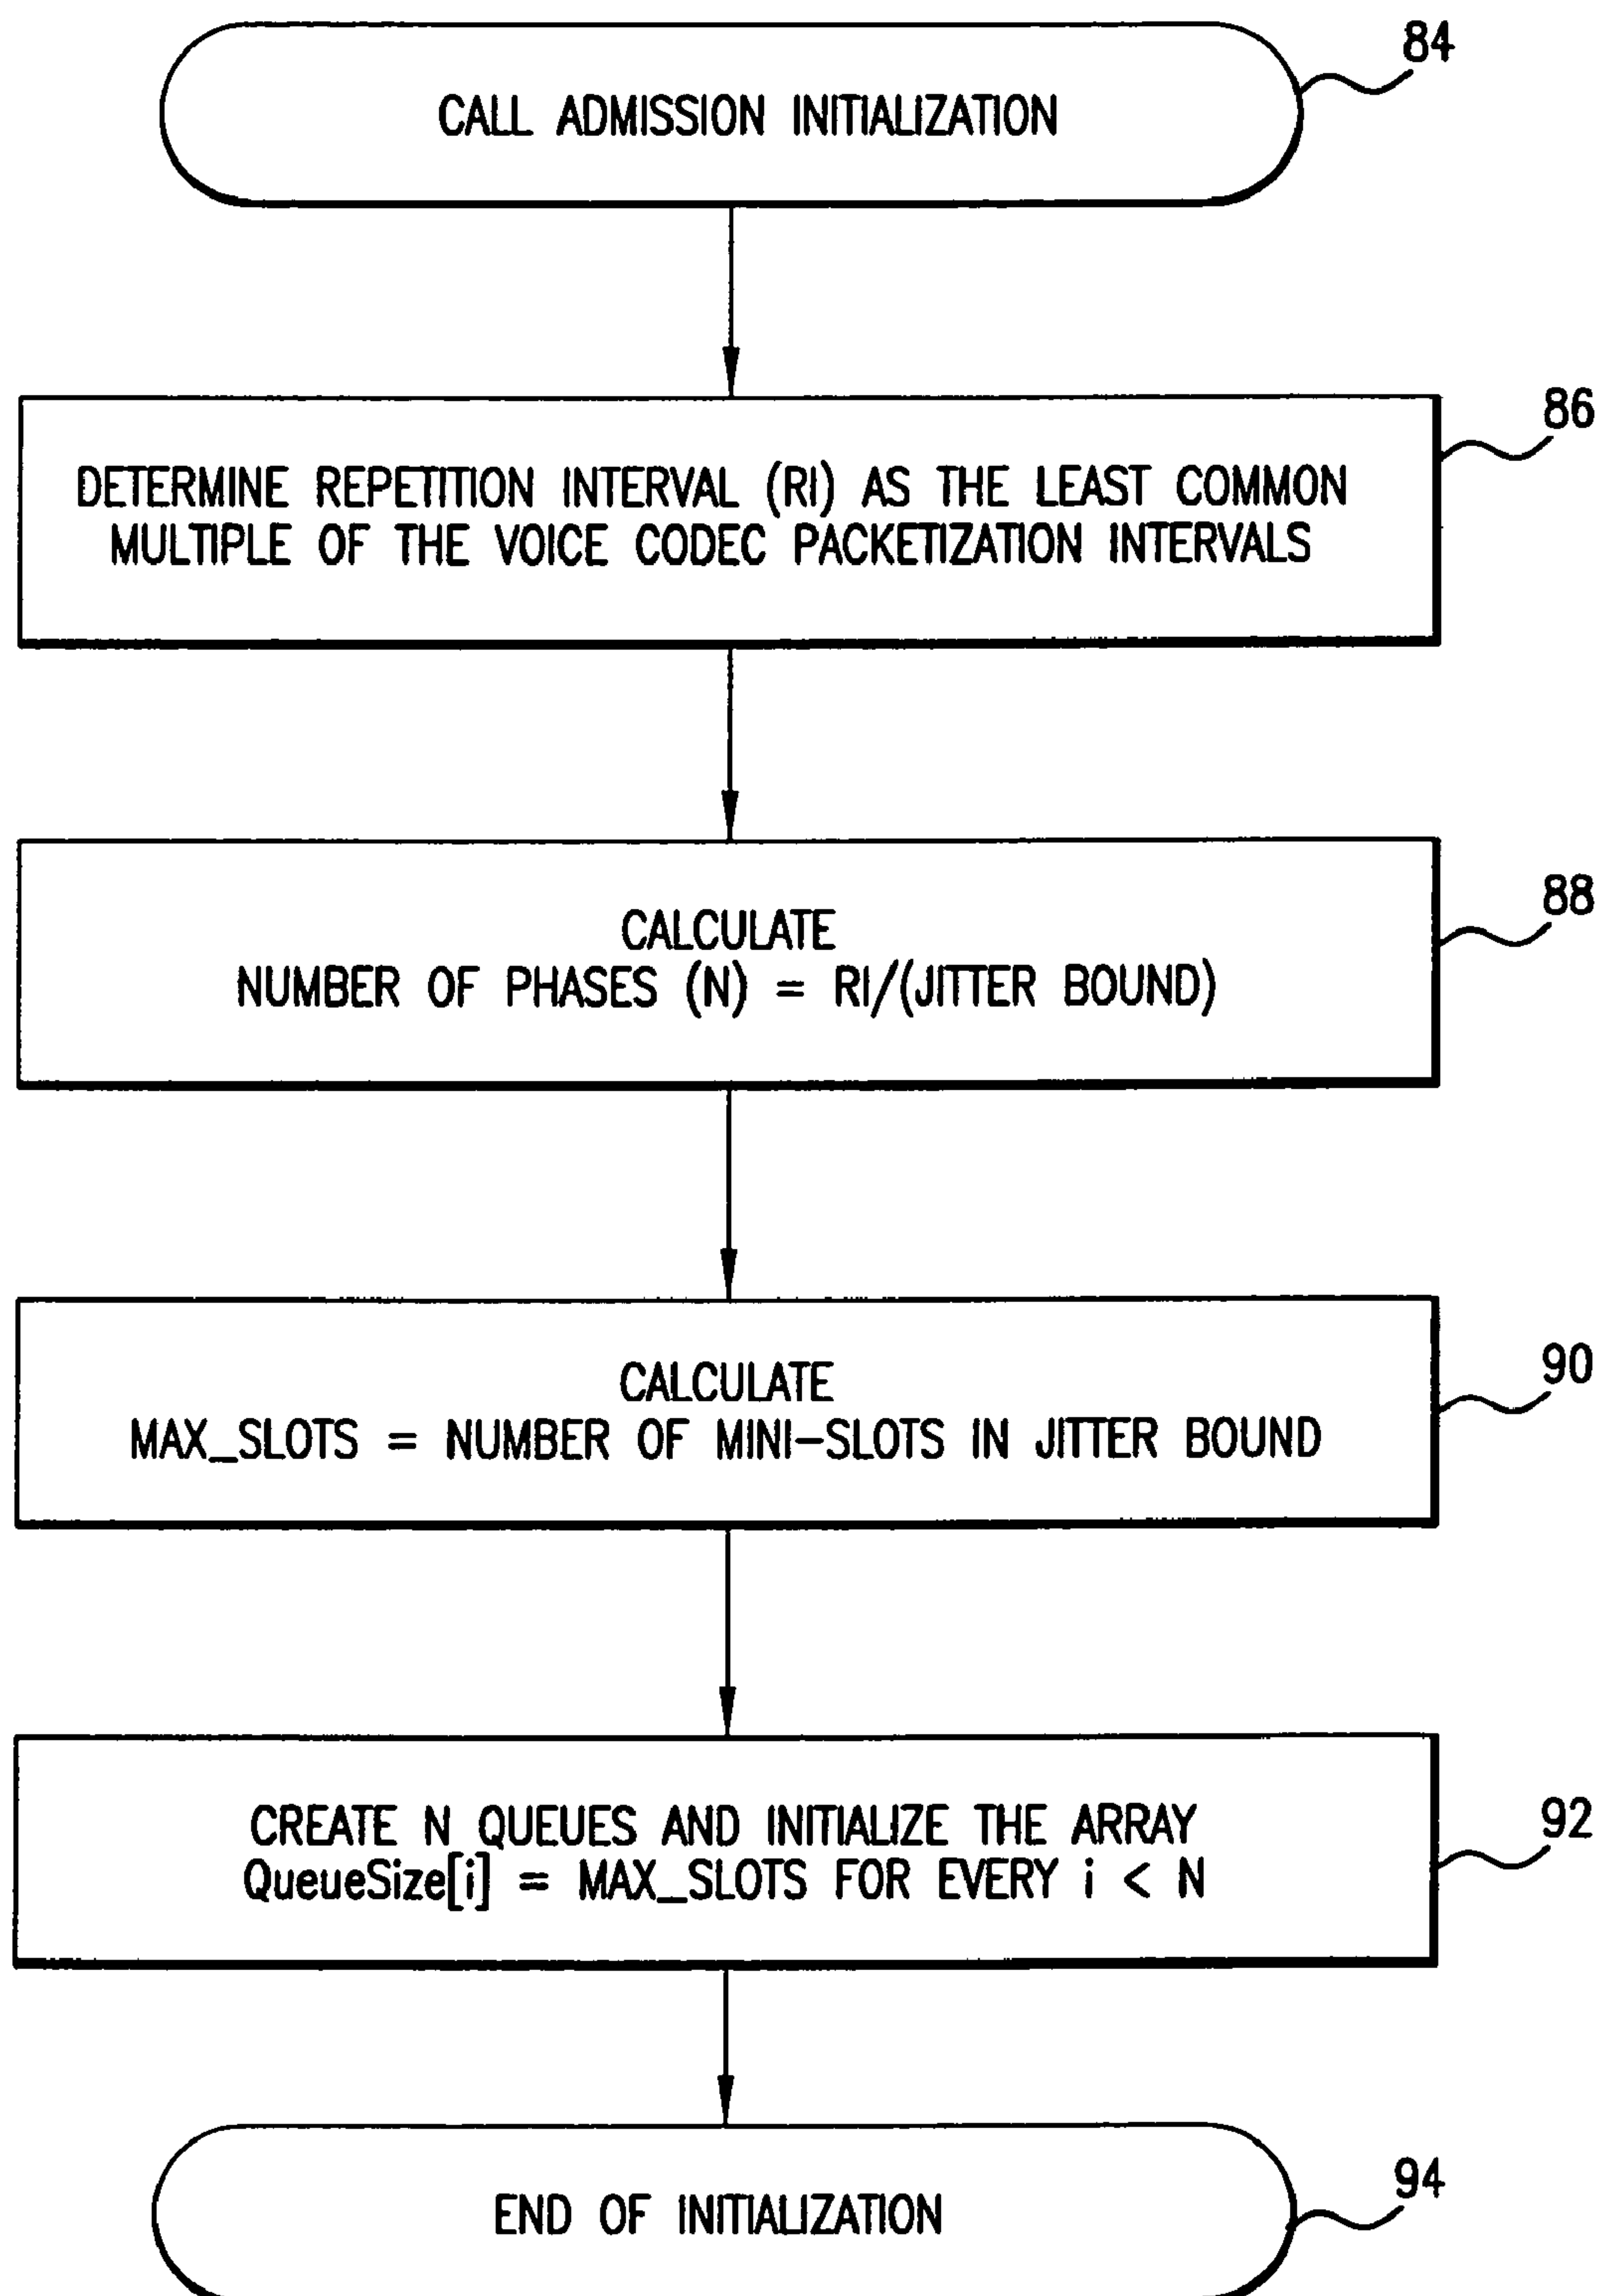 84
CALL ADMISSION INITIALIZATION
86
DETERMINE REPETITION INTERVAL (RI) AS THE LEAST COMMON
MULTIPLE OF THE VOICE CODEC PACKETIZATION INTERVALS
88
CALCULATE
NUMBER OF PHASES (N) = RI/(JITTER BOUND)
90
CALCULATE
MAX_SLOTS = NUMBER OF MINI-SLOTS IN JITTER BOUND
92
CREATE N QUEUES AND INITIALIZE THE ARRAY
QueueSize[i] = MAX_SLOTS FOR EVERY i < N
94
END OF INITIALIZATION